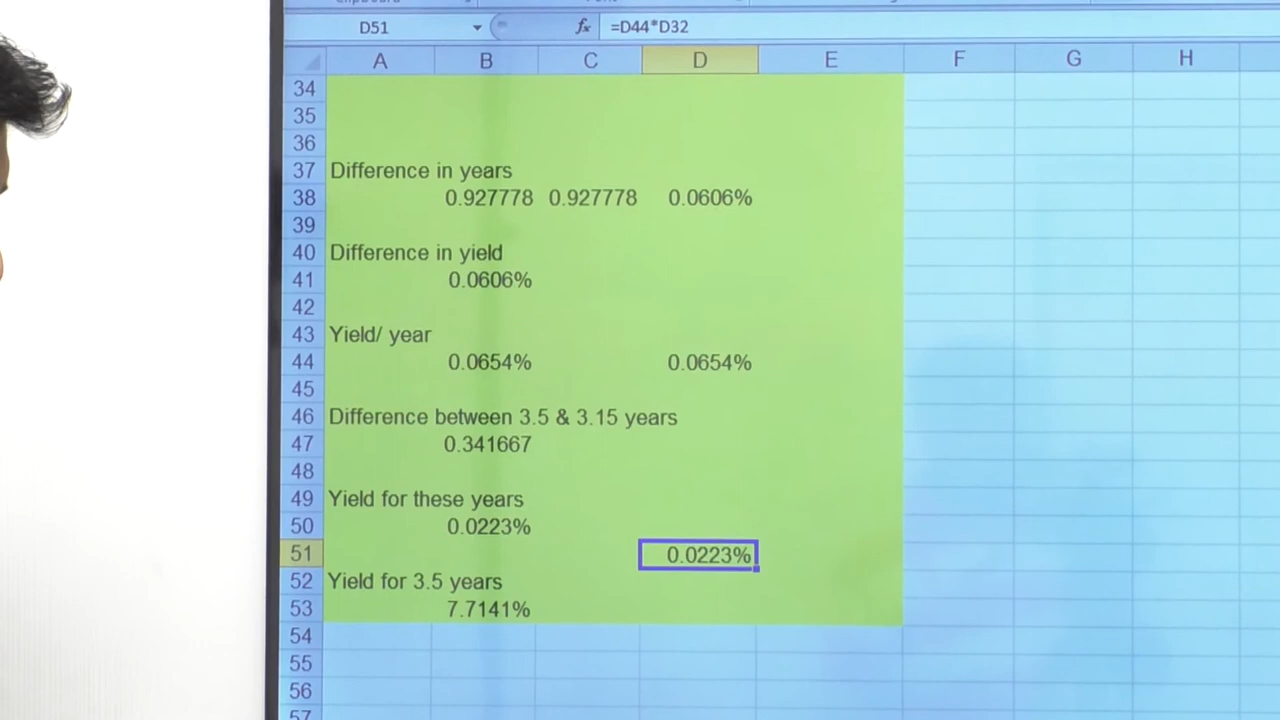 D51 fx =D44*D32
A B C D E F G H
34
35
36
37 Difference in years
38 0.927778 0.927778 0.0606%
39
40 Difference in yield
41 0.0606%
42
43 Yield/ year
44 0.0654% 0.0654%
45
46 Difference between 3.5 & 3.15 years
47 0.341667
48
49 Yield for these years
50 0.0223%
51 0.0223%
52 Yield for 3.5 years
53 7.7141%
54
55
56
57